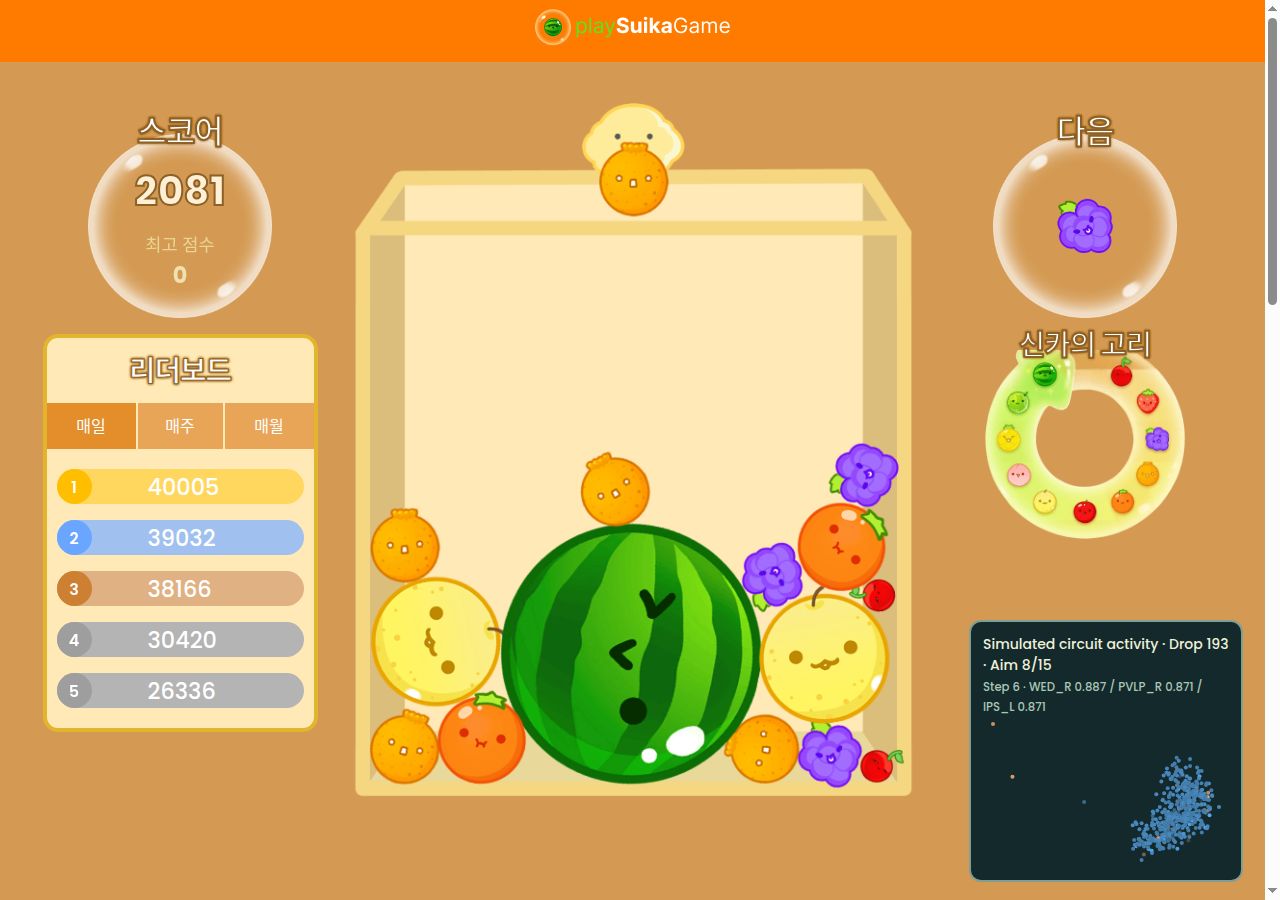 playSuikaGame
스코어
2081
최고 점수
0
리더보드
매일 매주 매월
1 40005
2 39032
3 38166
4 30420
5 26336
다음
신카의 고리
Simulated circuit activity · Drop 193
· Aim 8/15
Step 6 · WED_R 0.887 / PVLP_R 0.871 /
IPS_L 0.871